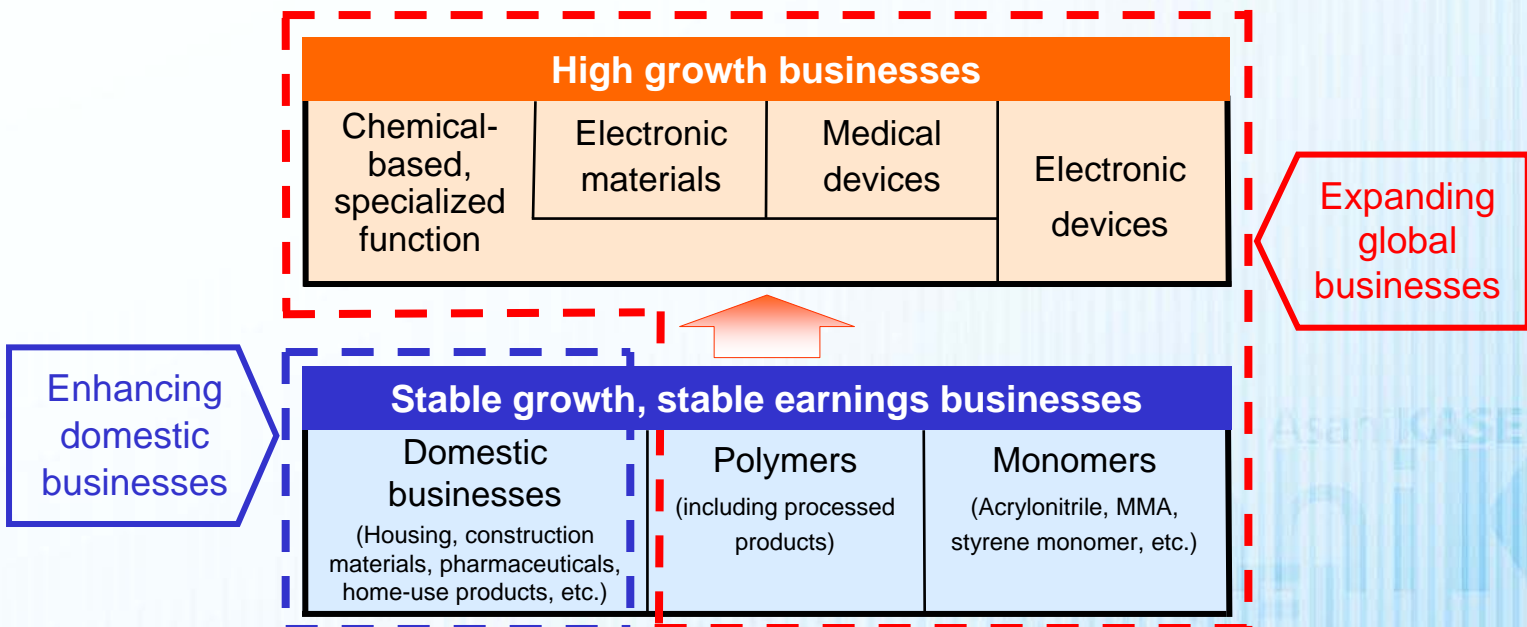 High growth businesses
Chemical-
based,
specialized
function
Electronic
materials
Medical
devices
Electronic
devices
Expanding
global
businesses
Enhancing
domestic
businesses
Stable growth, stable earnings businesses
Domestic
businesses
(Housing, construction
materials, pharmaceuticals,
home-use products, etc.)
Polymers
(including processed
products)
Monomers
(Acrylonitrile, MMA,
styrene monomer, etc.)
AsahiKASE